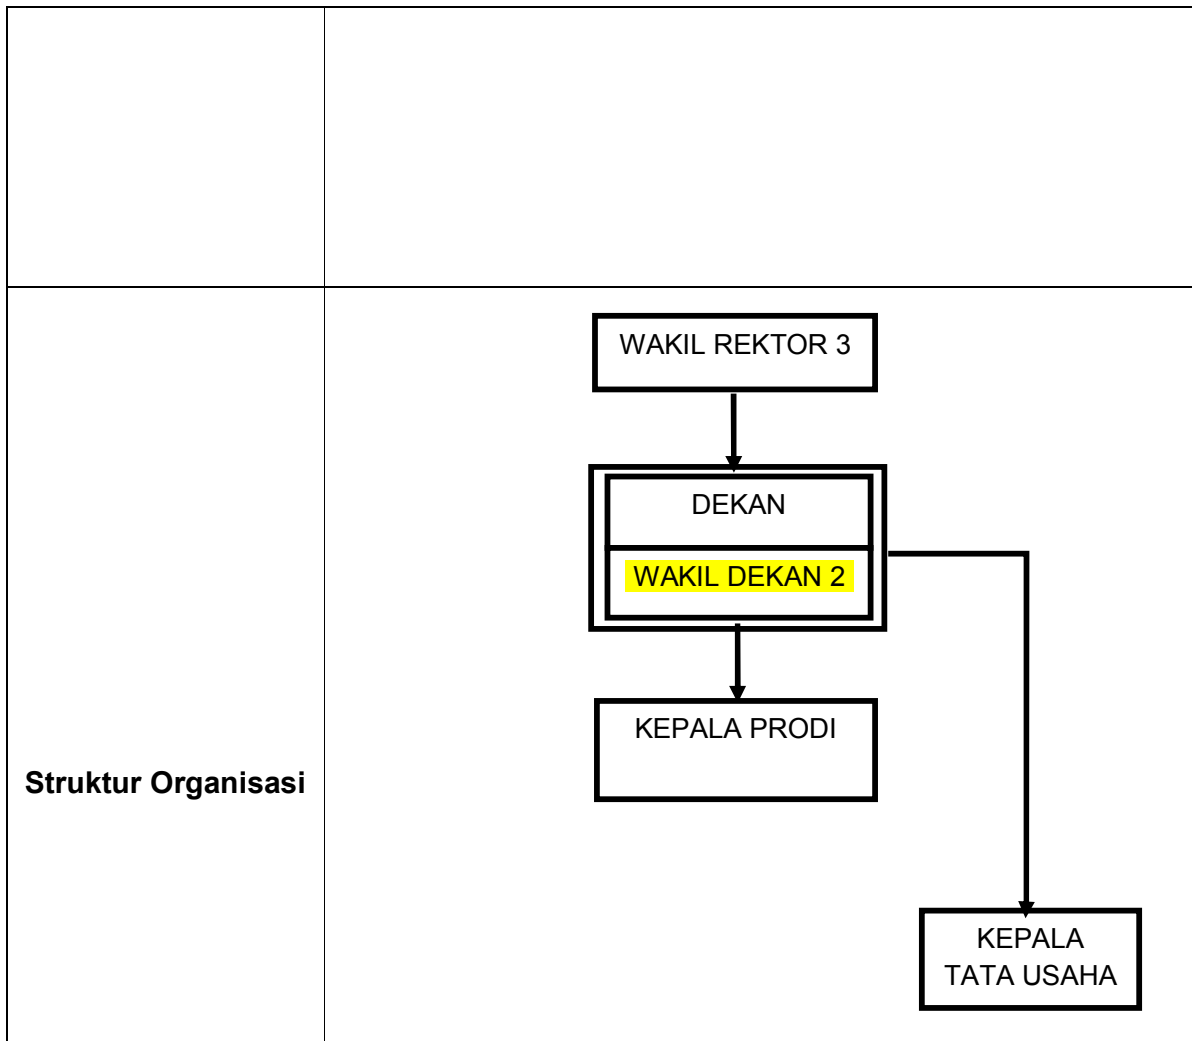 WAKIL REKTOR 3
DEKAN
WAKIL DEKAN 2
KEPALA PRODI
Struktur Organisasi
KEPALA
TATA USAHA